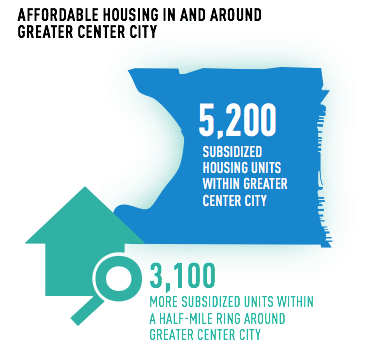 AFFORDABLE HOUSING IN AND AROUND
GREATER CENTER CITY
5,200
SUBSIDIZED
HOUSING UNITS
WITHIN GREATER
CENTER CITY
3,100
MORE SUBSIDIZED UNITS WITHIN
A HALF-MILE RING AROUND
GREATER CENTER CITY